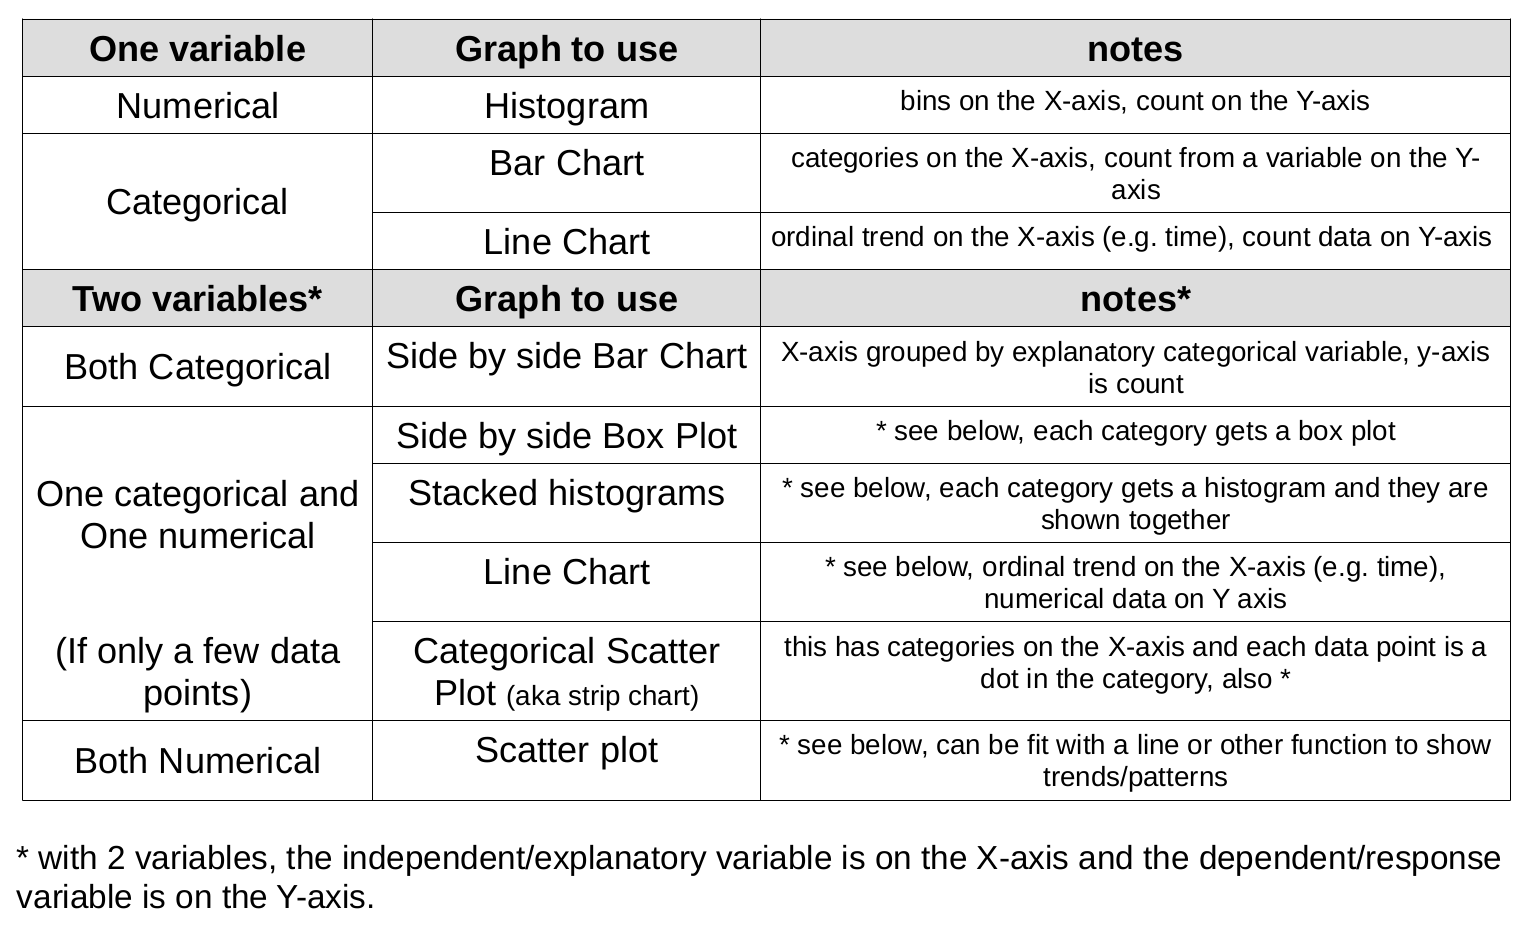 One variable
Graph to use
notes
Numerical
Histogram
bins on the X-axis, count on the Y-axis
Categorical
Bar Chart
categories on the X-axis, count from a variable on the Y-
axis
Line Chart
ordinal trend on the X-axis (e.g. time), count data on Y-axis
Two variables*
Graph to use
notes*
Both Categorical
Side by side Bar Chart
X-axis grouped by explanatory categorical variable, y-axis
is count
One categorical and
One numerical
(If only a few data
points)
Side by side Box Plot
* see below, each category gets a box plot
Stacked histograms
* see below, each category gets a histogram and they are
shown together
Line Chart
* see below, ordinal trend on the X-axis (e.g. time),
numerical data on Y axis
Categorical Scatter
Plot (aka strip chart)
this has categories on the X-axis and each data point is a
dot in the category, also *
Both Numerical
Scatter plot
* see below, can be fit with a line or other function to show
trends/patterns
* with 2 variables, the independent/explanatory variable is on the X-axis and the dependent/response
variable is on the Y-axis.